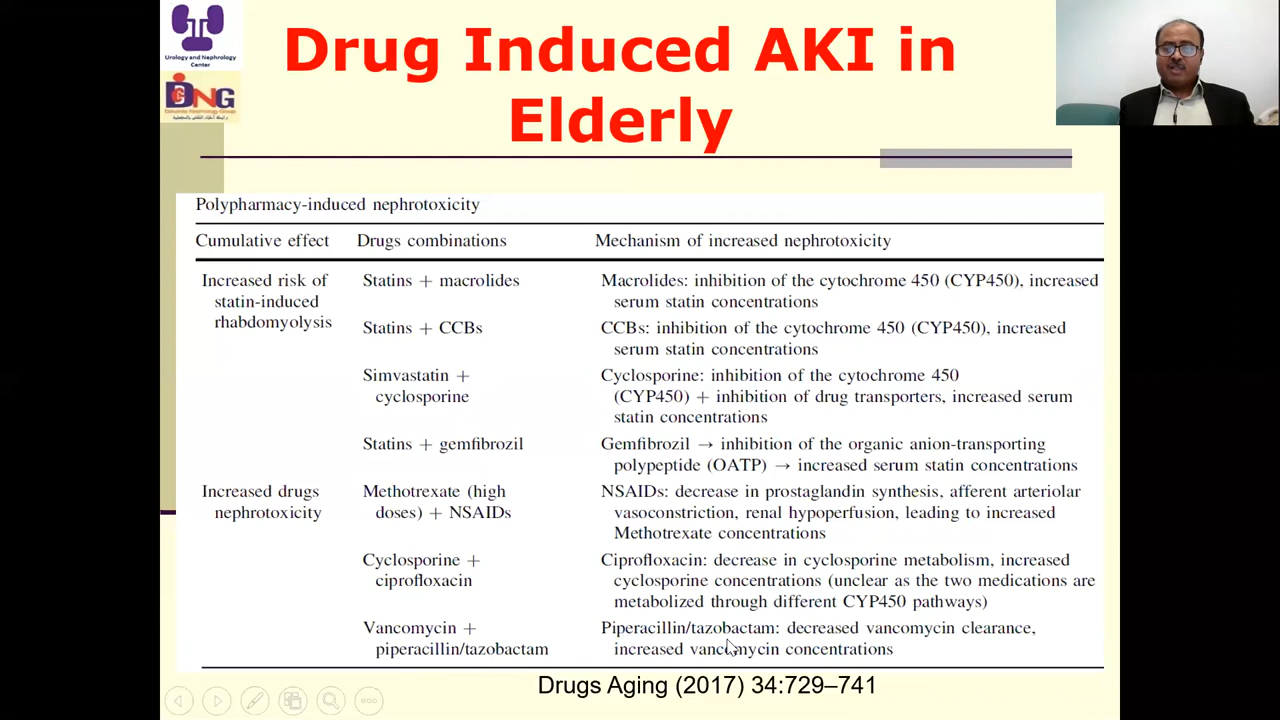 Urology and Nephrology
Center
Drug Induced AKI in
Elderly
Polypharmacy-induced nephrotoxicity
Cumulative effect Drugs combinations Mechanism of increased nephrotoxicity
Increased risk of Statins + macrolides Macrolides: inhibition of the cytochrome 450 (CYP450), increased
statin-induced serum statin concentrations
rhabdomyolysis
Statins + CCBs CCBs: inhibition of the cytochrome 450 (CYP450), increased
serum statin concentrations
Simvastatin + Cyclosporine: inhibition of the cytochrome 450
cyclosporine (CYP450) + inhibition of drug transporters, increased serum
statin concentrations
Statins + gemfibrozil Gemfibrozil → inhibition of the organic anion-transporting
polypeptide (OATP) → increased serum statin concentrations
Increased drugs Methotrexate (high NSAIDs: decrease in prostaglandin synthesis, afferent arteriolar
nephrotoxicity doses) + NSAIDs vasoconstriction, renal hypoperfusion, leading to increased
Methotrexate concentrations
Cyclosporine + Ciprofloxacin: decrease in cyclosporine metabolism, increased
ciprofloxacin cyclosporine concentrations (unclear as the two medications are
metabolized through different CYP450 pathways)
Vancomycin + Piperacillin/tazobactam: decreased vancomycin clearance,
piperacillin/tazobactam increased vancomycin concentrations
Drugs Aging (2017) 34:729–741